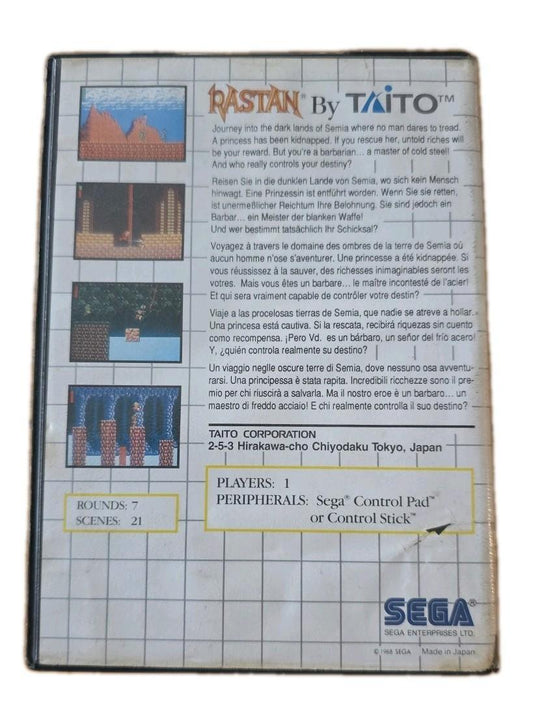 RASTAN® By TAITO™
Journey into the dark lands of Semia where no man dares to tread.
A princess has been kidnapped. If you rescue her, untold riches will
be your reward. But you're a barbarian... a master of cold steel!
And who really controls your destiny?
Reisen Sie in die dunklen Lande von Semia, wo sich kein Mensch
hinwagt. Eine Prinzessin ist entführt worden. Wenn Sie sie retten,
ist unermeßlicher Reichtum Ihre Belohnung. Sie sind jedoch ein
Barbar... ein Meister der blanken Waffe!
Und wer bestimmt tatsächlich Ihr Schicksal?
Voyagez à travers le domaine des ombres de la terre de Semia où
aucun homme n'ose s'aventurer. Une princesse a été kidnappée. Si
vous réussissez à la sauver, des richesses inimaginables seront les
votres. Mais vous êtes un barbare... le maître incontesté de l'acier!
Et qui sera vraiment capable de contrôler votre destin?
Viaje a las procelosas tierras de Semia, que nadie se atreve a hollar.
Una princesa está cautiva. Si la rescata, recibirá riquezas sin cuento
como recompensa. ¡Pero Vd. es un bárbaro, un señor del frío acero!
Y, ¿quién controla realmente su destino?
Un viaggio neglle oscure terre di Semia, dove nessuno osa avventu-
rarsi. Una principessa è stata rapita. Incredibili ricchezze sono il pre-
mio per chi riuscirà a salvarla. Ma il nostro eroe è un barbaro... un
maestro di freddo acciaio! E chi realmente controlla il suo destino?
TAITO CORPORATION
2-5-3 Hirakawa-cho Chiyodaku Tokyo, Japan
PLAYERS: 1
PERIPHERALS: Sega® Control Pad™
or Control Stick™
ROUNDS: 7
SCENES: 21
SEGA®
SEGA ENTERPRISES LTD.
© 1988 SEGA Made in Japan